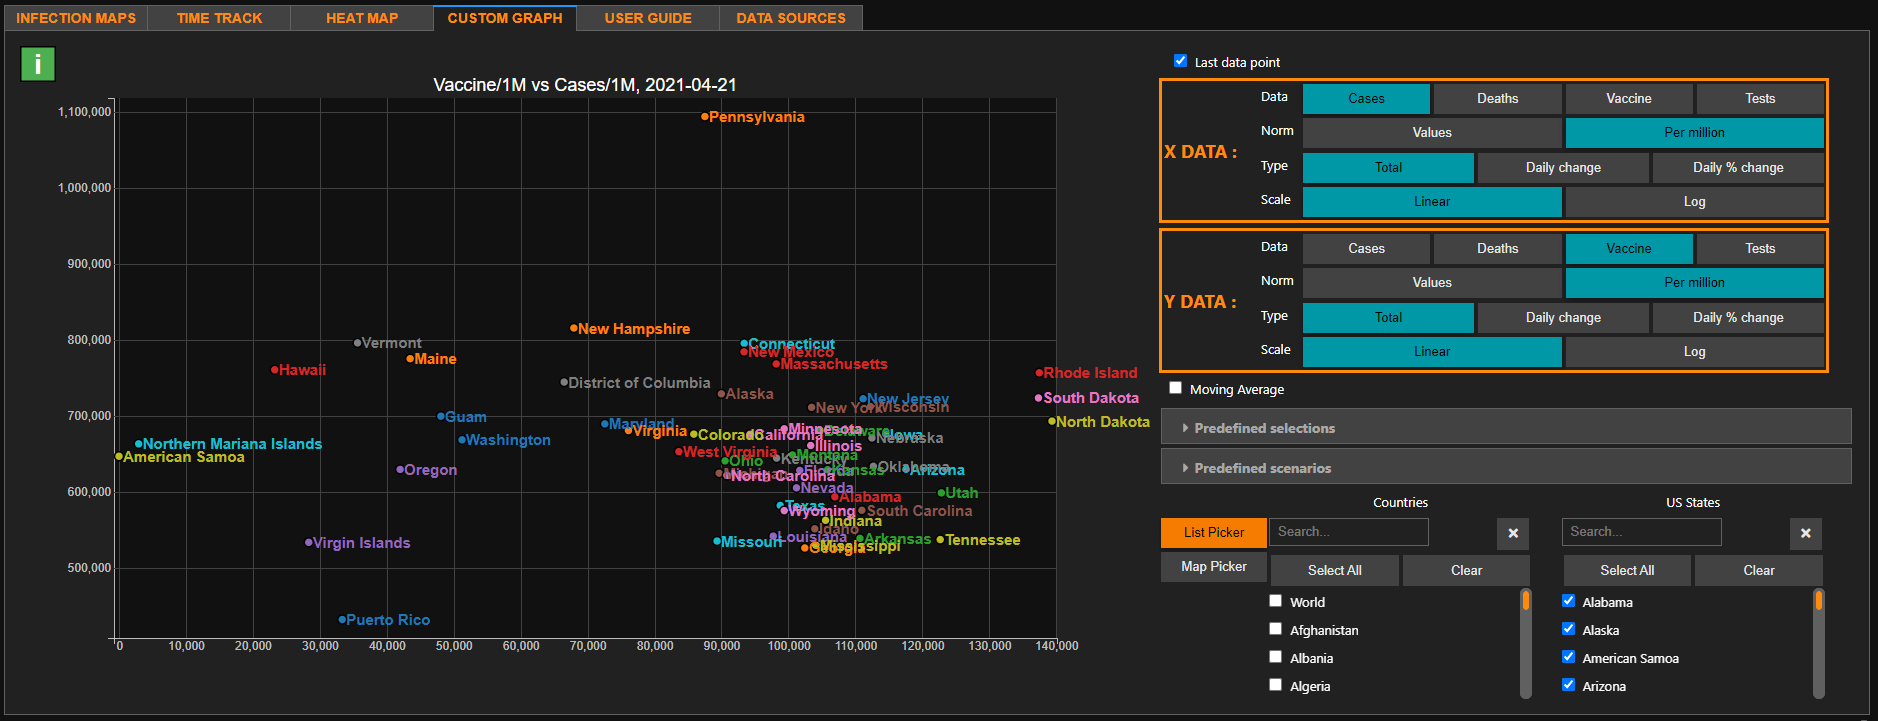 INFECTION MAPS
TIME TRACK
HEAT MAP
CUSTOM GRAPH
USER GUIDE
DATA SOURCES
i
Vaccine/1M vs Cases/1M, 2021-04-21
1,100,000
1,000,000
900,000
800,000
700,000
600,000
500,000
Pennsylvania
New Hampshire
Vermont
Connecticut
New Mexico
Maine
Massachusetts
Hawaii
Rhode Island
District of Columbia
Alaska
New Jersey
South Dakota
New York
Wisconsin
Guam
North Dakota
Maryland
Washington
Virginia
Colorado
California
Minnesota
Delaware
Iowa
Nebraska
Northern Mariana Islands
Illinois
West Virginia
American Samoa
Montana
Kentucky
Ohio
Oklahoma
Oregon
Florida
Kansas
Arizona
Michigan
North Carolina
Nevada
Utah
Alabama
Texas
Wyoming
South Carolina
Indiana
Idaho
Louisiana
Arkansas
Tennessee
Missouri
Virgin Islands
Mississippi
Georgia
Puerto Rico
0
10,000
20,000
30,000
40,000
50,000
60,000
70,000
80,000
90,000
100,000
110,000
120,000
130,000
140,000
Last data point
X DATA :
Data Cases Deaths Vaccine Tests
Norm Values Per million
Type Total Daily change Daily % change
Scale Linear Log
Y DATA :
Data Cases Deaths Vaccine Tests
Norm Values Per million
Type Total Daily change Daily % change
Scale Linear Log
Moving Average
Predefined selections
Predefined scenarios
Countries
US States
List Picker
Map Picker
Search...
×
Select All
Clear
World
Afghanistan
Albania
Algeria
Search...
×
Select All
Clear
Alabama
Alaska
American Samoa
Arizona